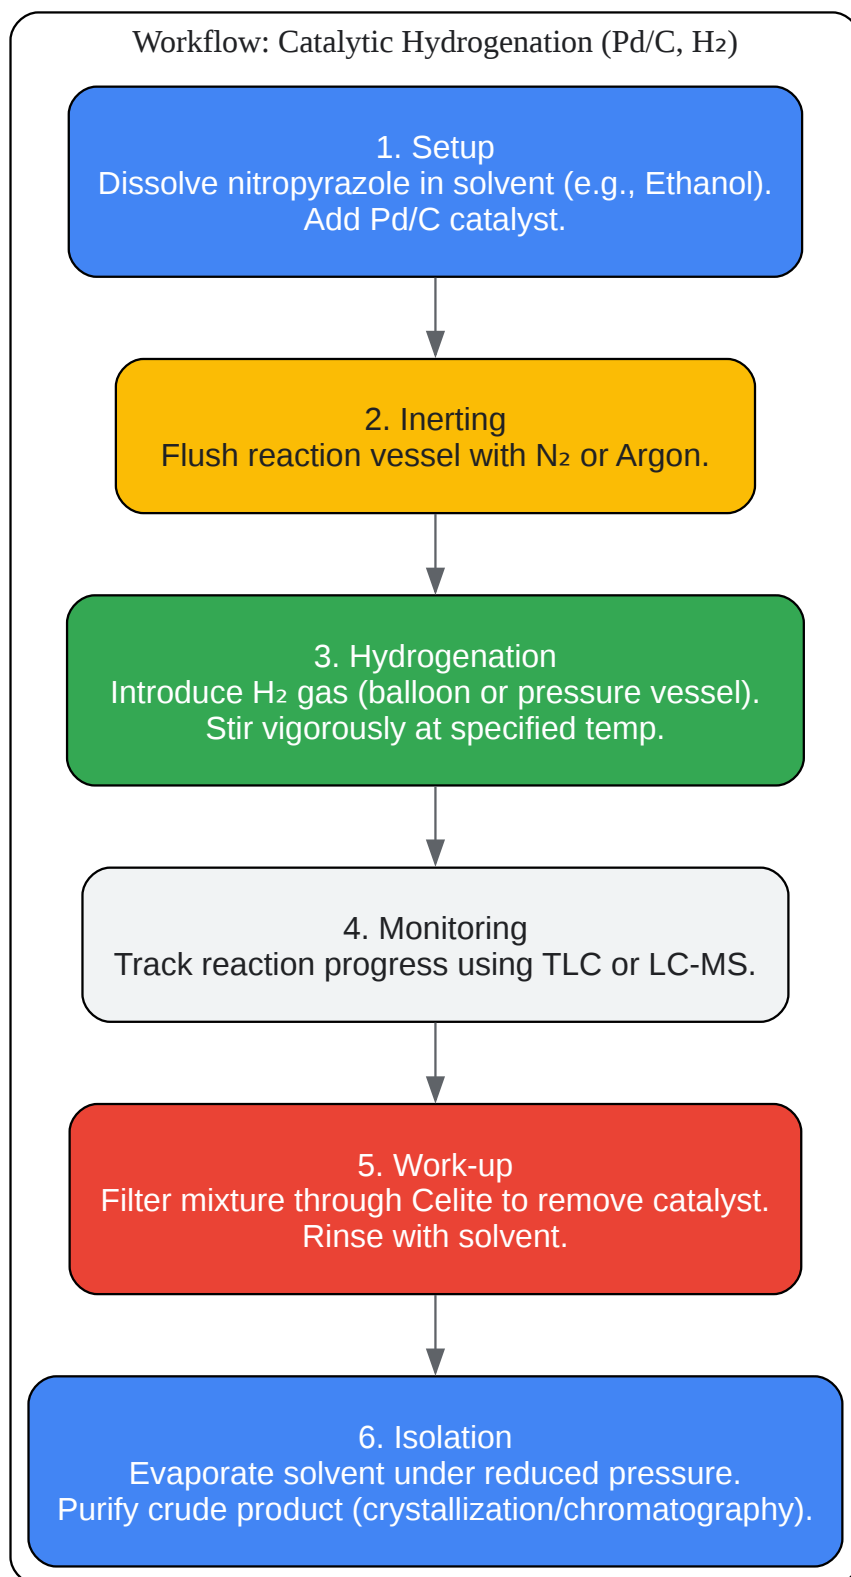 Workflow: Catalytic Hydrogenation (Pd/C, H₂)
1. Setup
Dissolve nitropyrazole in solvent (e.g., Ethanol).
Add Pd/C catalyst.
2. Inerting
Flush reaction vessel with N₂ or Argon.
3. Hydrogenation
Introduce H₂ gas (balloon or pressure vessel).
Stir vigorously at specified temp.
4. Monitoring
Track reaction progress using TLC or LC-MS.
5. Work-up
Filter mixture through Celite to remove catalyst.
Rinse with solvent.
6. Isolation
Evaporate solvent under reduced pressure.
Purify crude product (crystallization/chromatography).